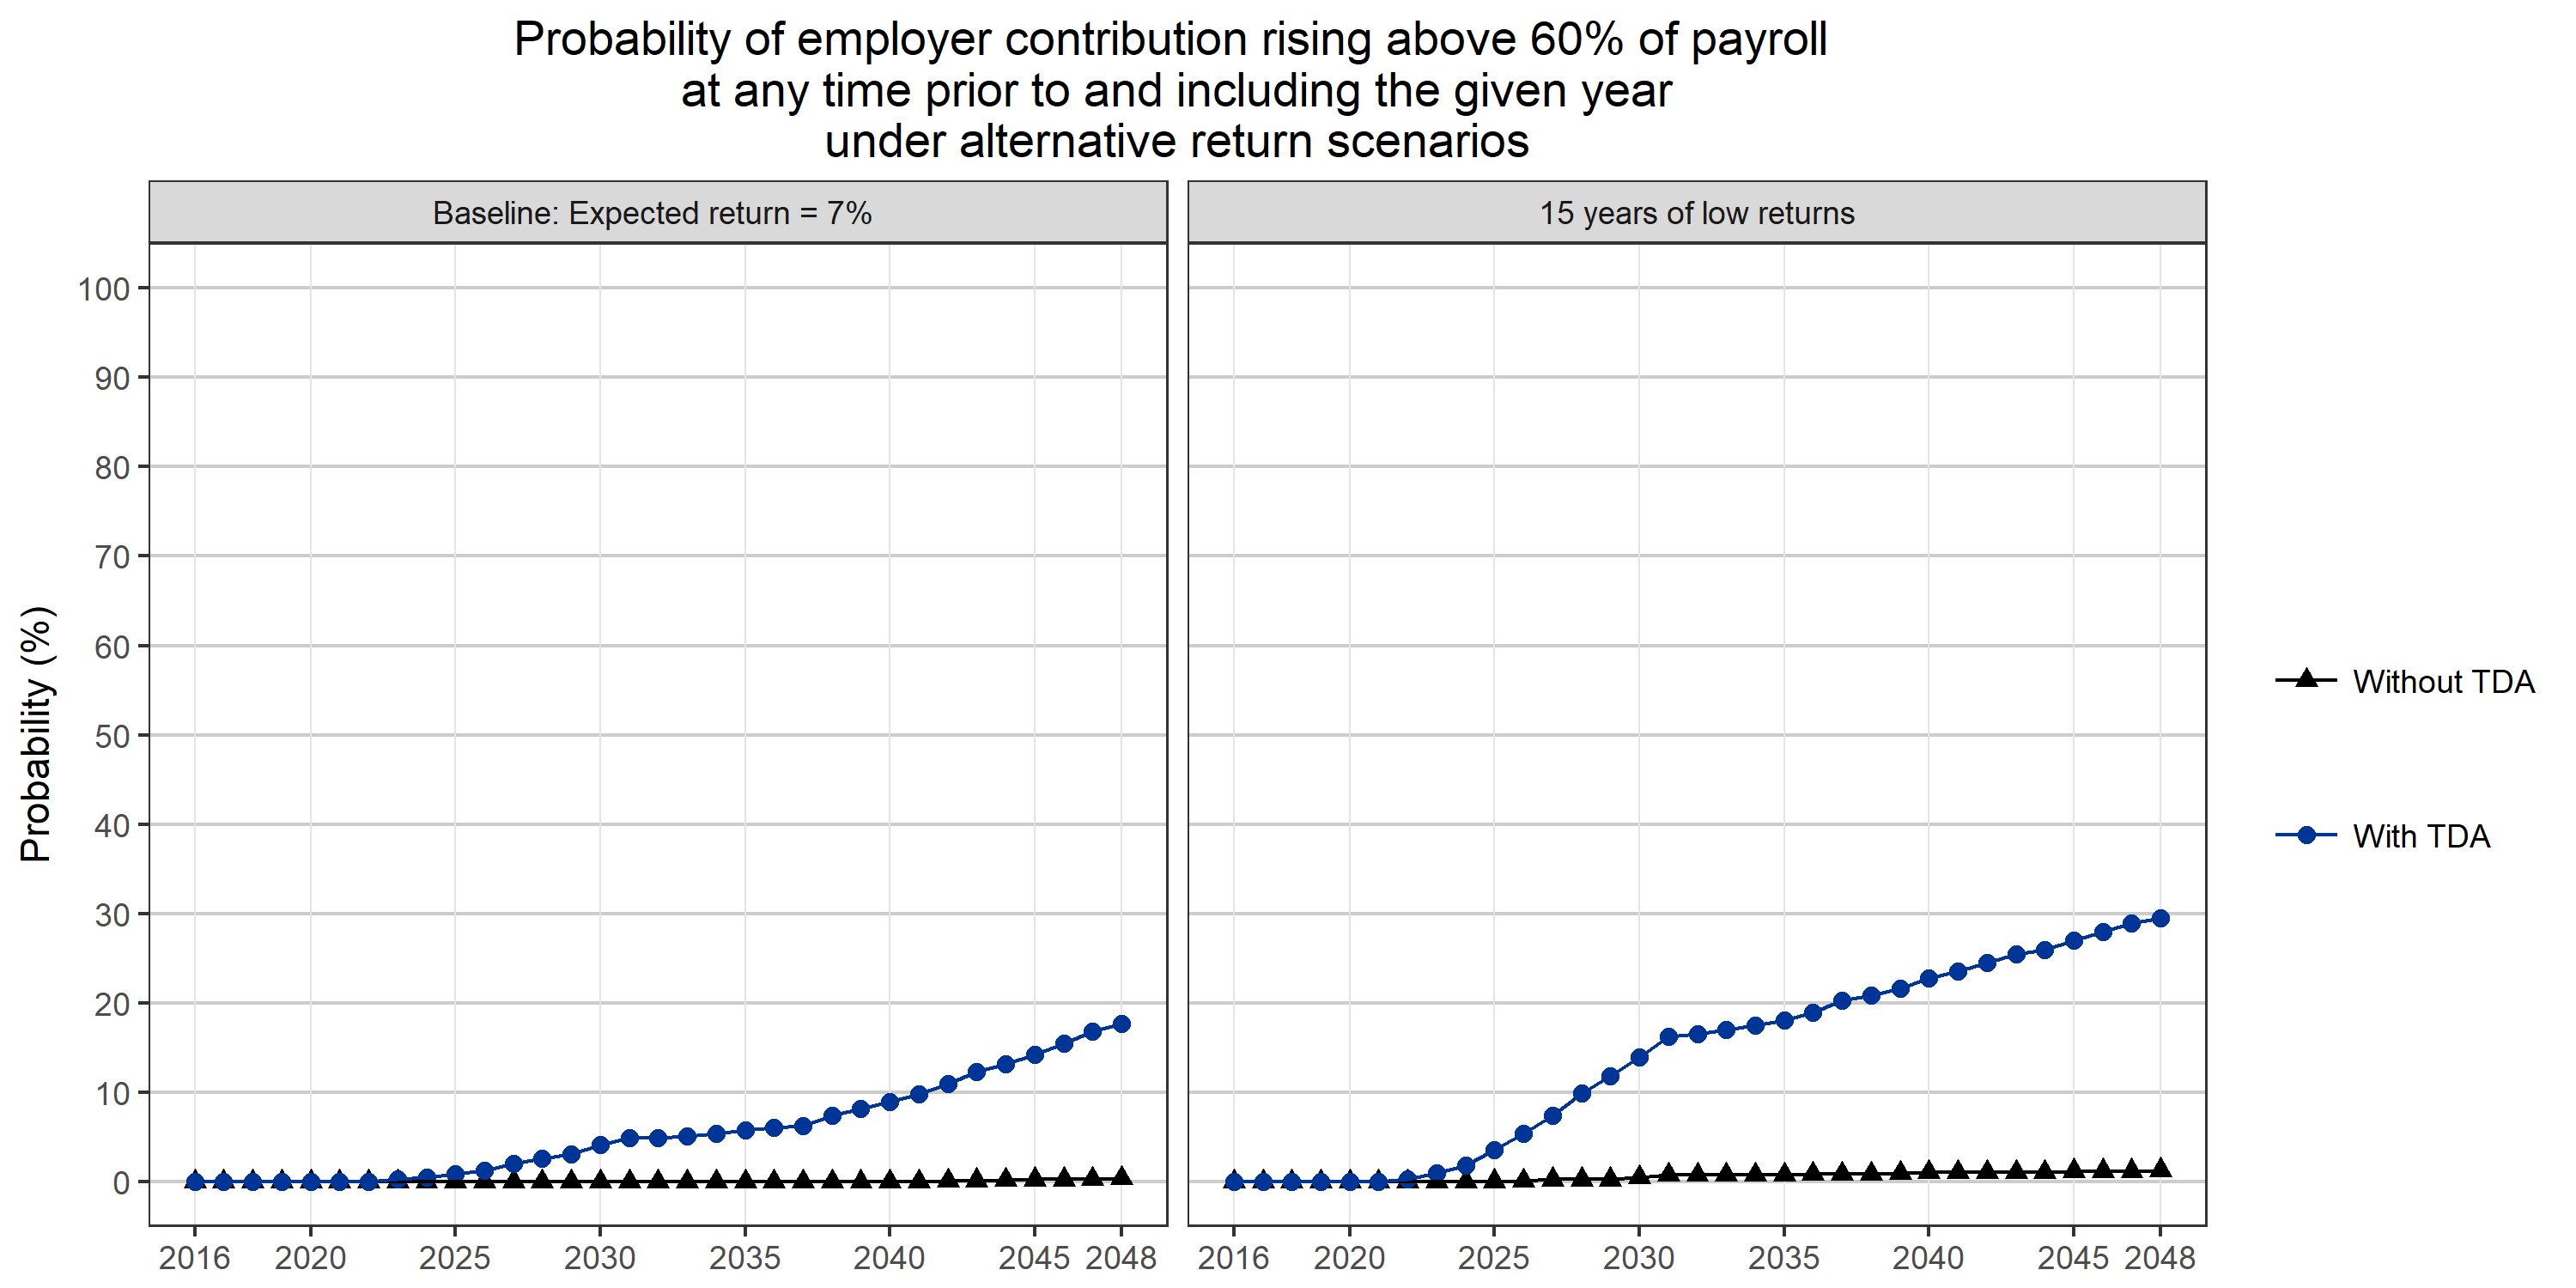 Probability of employer contribution rising above 60% of payroll
at any time prior to and including the given year
under alternative return scenarios
Baseline: Expected return = 7%
15 years of low returns
Probability (%)
100
90
80
70
60
50
40
30
20
10
0
2016 2020 2025 2030 2035 2040 2045 2048
2016 2020 2025 2030 2035 2040 2045 2048
Without TDA
With TDA